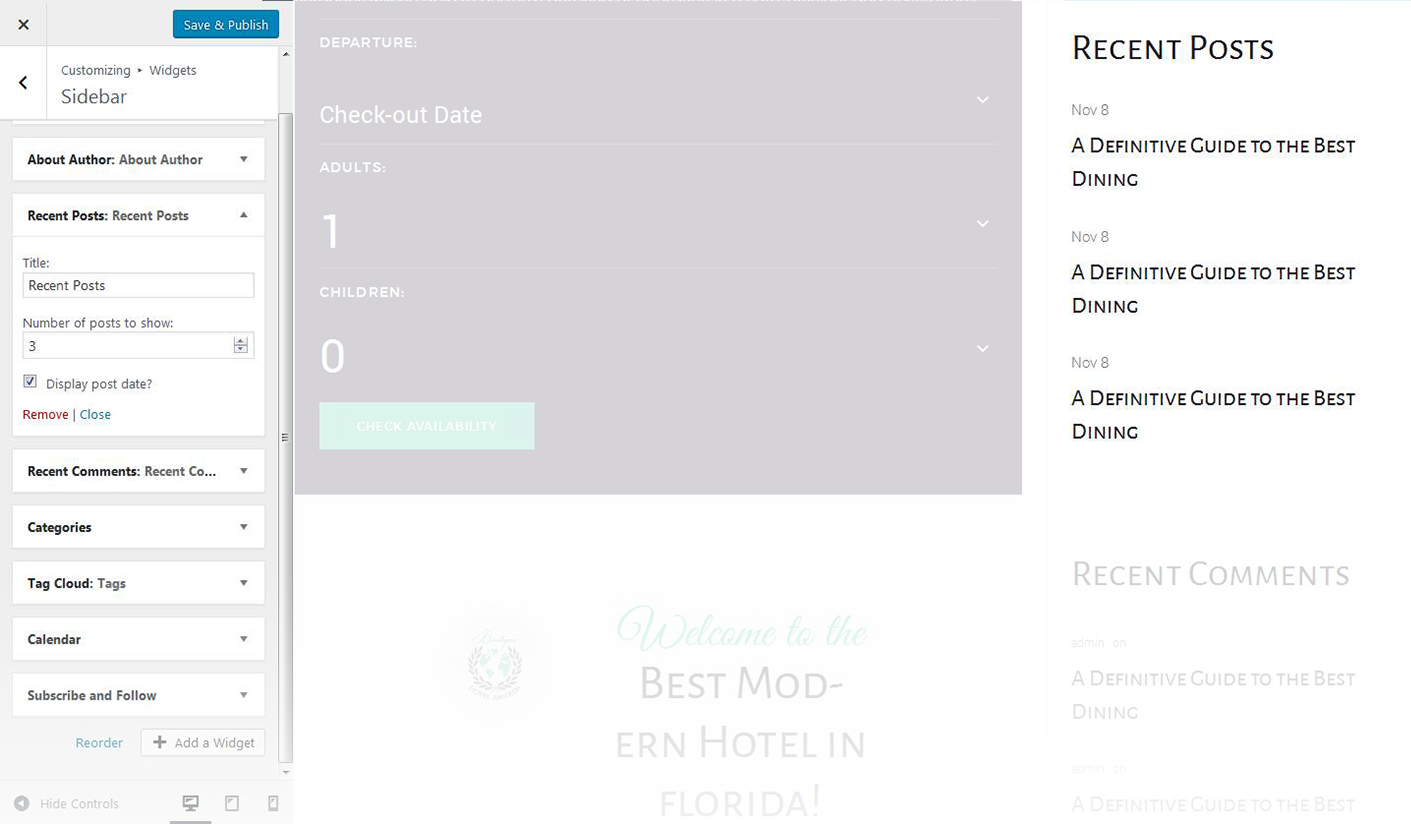 Save & Publish
Customizing ▸ Widgets
Sidebar
About Author: About Author
Recent Posts: Recent Posts
Title:
Recent Posts
Number of posts to show:
3
Display post date?
Remove | Close
Recent Comments: Recent Co...
Categories
Tag Cloud: Tags
Calendar
Subscribe and Follow
Reorder
Add a Widget
Hide Controls
DEPARTURE:
Check-out Date
ADULTS:
1
CHILDREN:
0
CHECK AVAILABILITY
Boutique
Welcome to the
Best Mod-
ern Hotel in
Florida!
Recent Posts
Nov 8
A Definitive Guide to the Best
Dining
Nov 8
A Definitive Guide to the Best
Dining
Nov 8
A Definitive Guide to the Best
Dining
Recent Comments
admin on
A Definitive Guide to the Best
Dining
admin on
A Definitive Guide to the Best